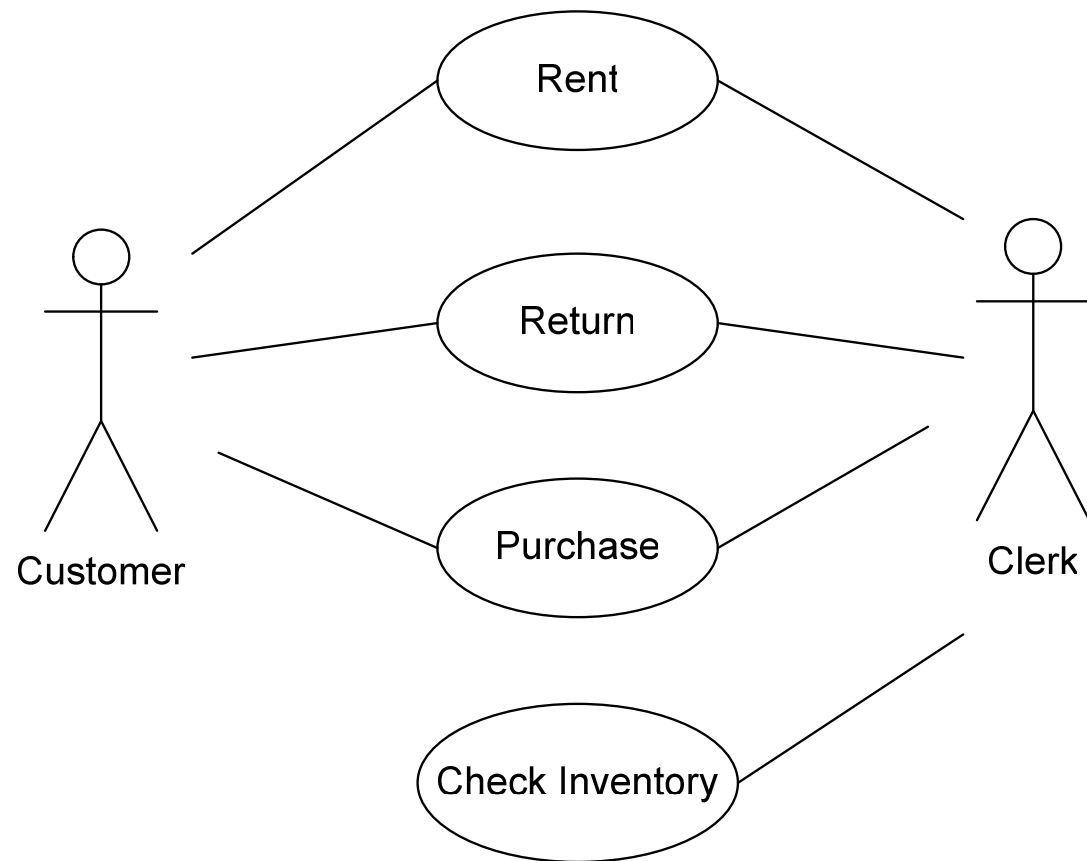 Rent
Return
Purchase
Customer
Clerk
Check Inventory